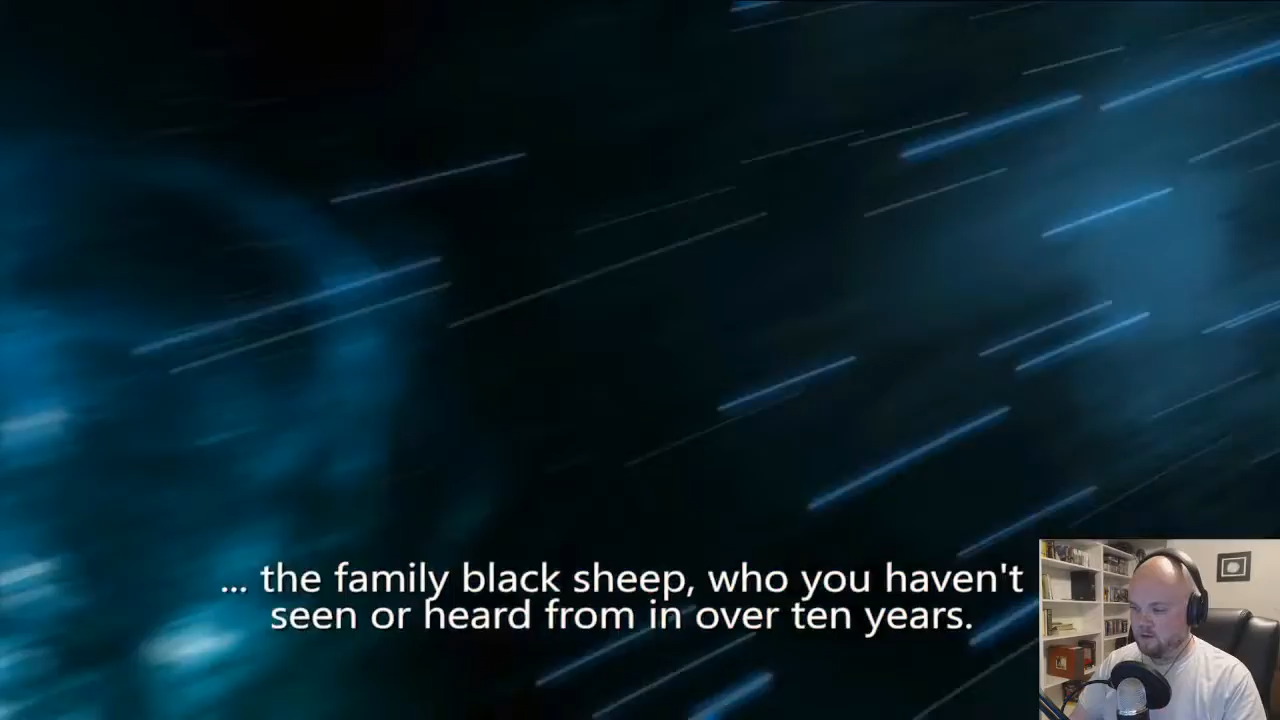 ... the family black sheep, who you haven't
seen or heard from in over ten years.